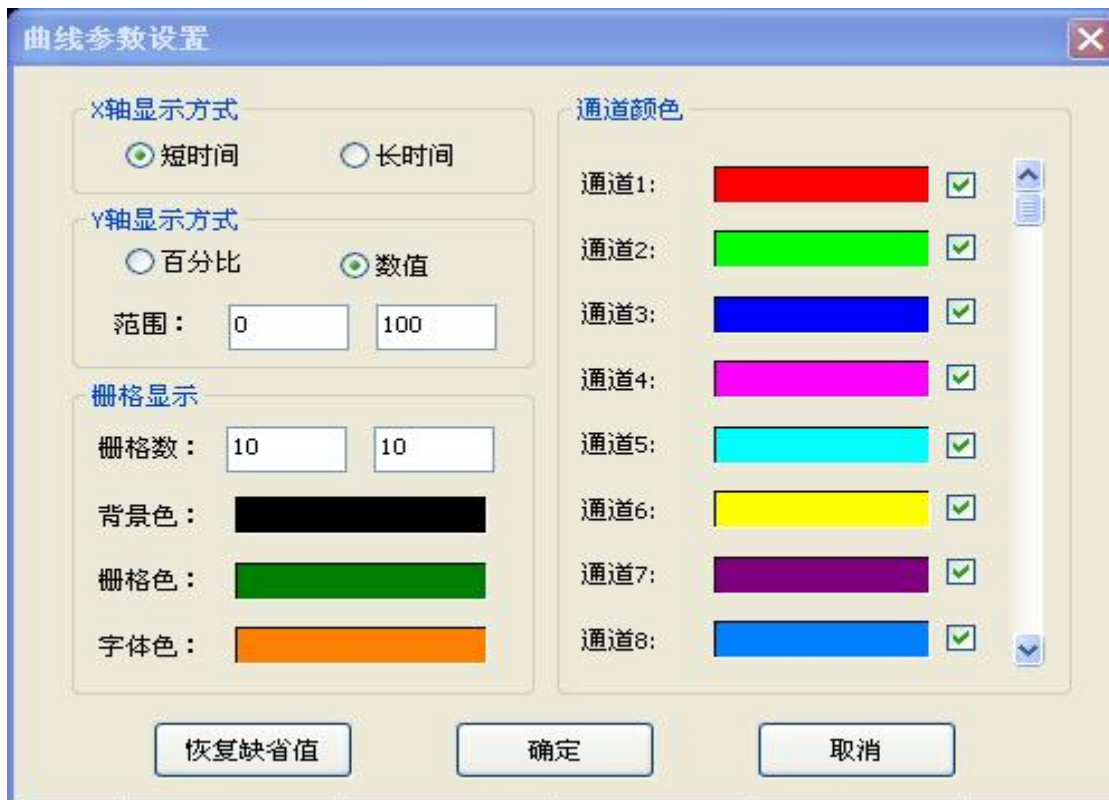 曲线参数设置
X轴显示方式
短时间 长时间
Y轴显示方式
百分比 数值
范围： 0 100
栅格显示
栅格数： 10 10
背景色：
栅格色：
字体色：
通道颜色
通道1:
通道2:
通道3:
通道4:
通道5:
通道6:
通道7:
通道8:
恢复缺省值 确定 取消